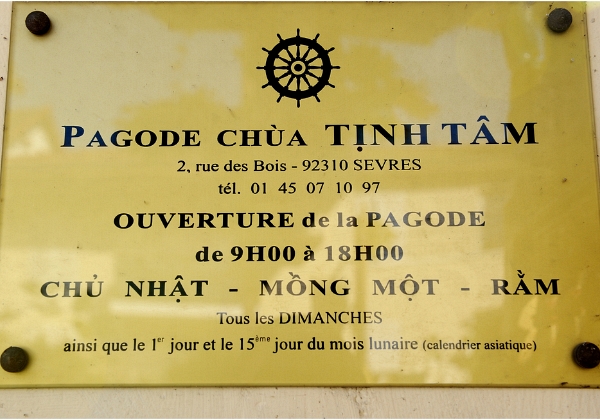 PAGODE CHÙA TỊNH TÂM
2, rue des Bois - 92310 SEVRES
tél. 01 45 07 10 97
OUVERTURE de la PAGODE
de 9H00 à 18H00
CHỦ NHẬT - MỒNG MỘT - RẰM
Tous les DIMANCHES
ainsi que le 1er jour et le 15ème jour du mois lunaire (calendrier asiatique)